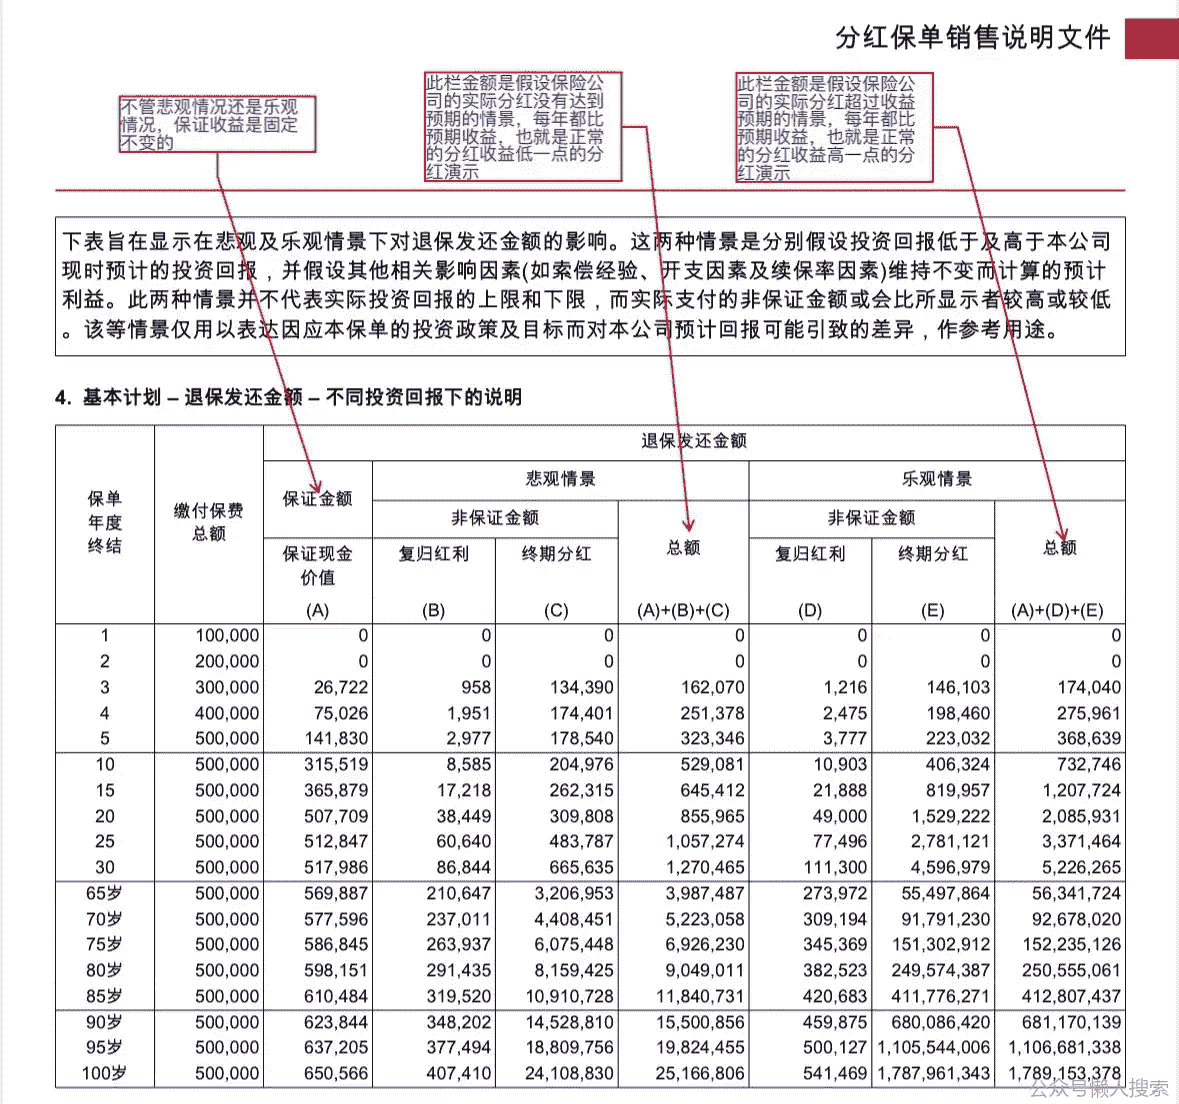 分红保单销售说明文件
不管悲观情况还是乐观
情况，保证收益是固定
不变的
此栏金额是假设保险公
司的实际分红没有达到
预期的情景，每年都比
预期收益，也就是正常
的分红收益低一点的分
红演示
此栏金额是假设保险公
司的实际分红超过收益
预期的情景，每年都比
预期收益，也就是正常
的分红收益高一点的分
红演示
下表旨在显示在悲观及乐观情景下对退保发还金额的影响。这两种情景是分别假设投资回报低于及高于本公司
现时预计的投资回报，并假设其他相关影响因素(如索偿经验、开支因素及续保率因素)维持不变而计算的预计
利益。此两种情景并不代表实际投资回报的上限和下限，而实际支付的非保证金额或会比所显示者较高或较低
。该等情景仅用以表达因应本保单的投资政策及目标而对本公司预计回报可能引致的差异，作参考用途。
4. 基本计划 – 退保发还金额 – 不同投资回报下的说明
保单
年度
终结
缴付保费
总额
退保发还金额
保证金额
悲观情景
乐观情景
非保证金额
总额
非保证金额
总额
保证现金
价值
复归红利
终期分红
复归红利
终期分红
(A) (B) (C) (A)+(B)+(C) (D) (E) (A)+(D)+(E)
1 100,000 0 0 0 0 0 0 0
2 200,000 0 0 0 0 0 0 0
3 300,000 26,722 958 134,390 162,070 1,216 146,103 174,040
4 400,000 75,026 1,951 174,401 251,378 2,475 198,460 275,961
5 500,000 141,830 2,977 178,540 323,346 3,777 223,032 368,639
10 500,000 315,519 8,585 204,976 529,081 10,903 406,324 732,746
15 500,000 365,879 17,218 262,315 645,412 21,888 819,957 1,207,724
20 500,000 507,709 38,449 309,808 855,965 49,000 1,529,222 2,085,931
25 500,000 512,847 60,640 483,787 1,057,274 77,496 2,781,121 3,371,464
30 500,000 517,986 86,844 665,635 1,270,465 111,300 4,596,979 5,226,265
65岁 500,000 569,887 210,647 3,206,953 3,987,487 273,972 55,497,864 56,341,724
70岁 500,000 577,596 237,011 4,408,451 5,223,058 309,194 91,791,230 92,678,020
75岁 500,000 586,845 263,937 6,075,448 6,926,230 345,369 151,302,912 152,235,126
80岁 500,000 598,151 291,435 8,159,425 9,049,011 382,523 249,574,387 250,555,061
85岁 500,000 610,484 319,520 10,910,728 11,840,731 420,683 411,776,271 412,807,437
90岁 500,000 623,844 348,202 14,528,810 15,500,856 459,875 680,086,420 681,170,139
95岁 500,000 637,205 377,494 18,809,756 19,824,455 500,127 1,105,544,006 1,106,681,338
100岁 500,000 650,566 407,410 24,108,830 25,166,806 541,469 1,787,961,343 1,789,153,378
公众号懒人搜索